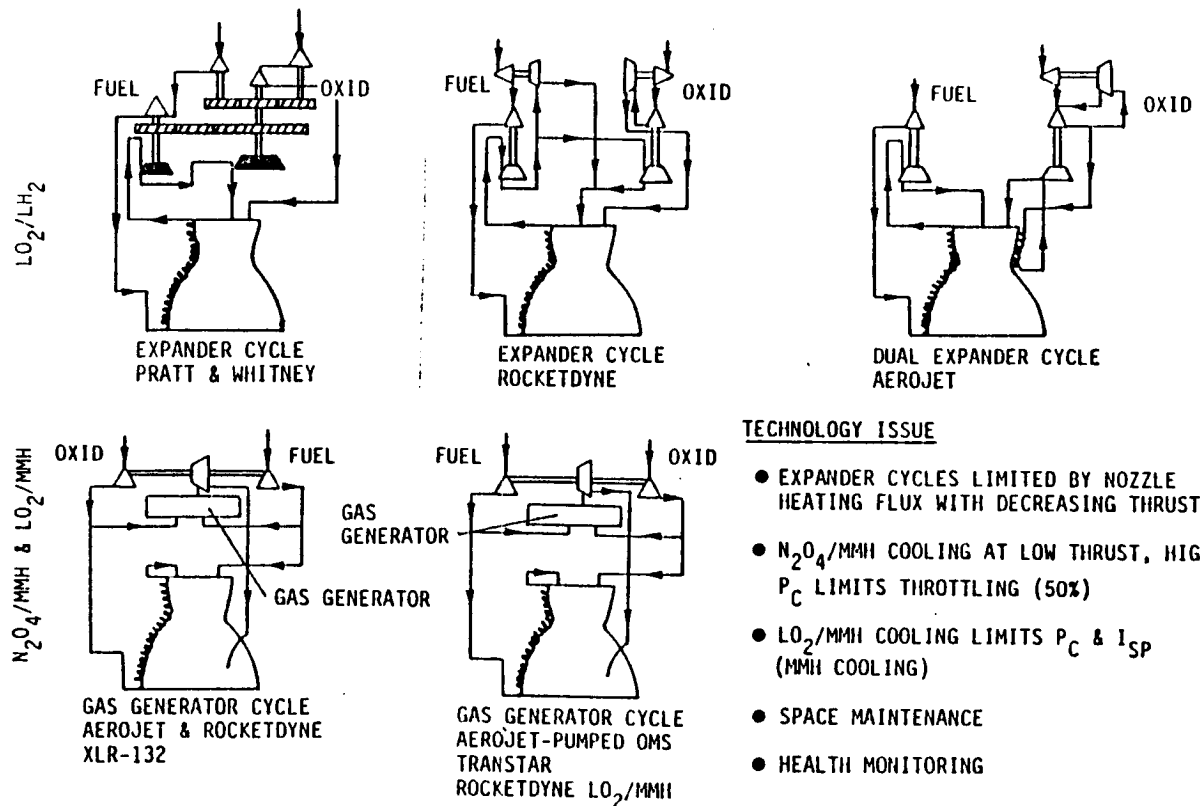 LO2/LH2
FUEL
OXID
EXPANDER CYCLE
PRATT & WHITNEY
FUEL
OXID
EXPANDER CYCLE
ROCKETDYNE
FUEL
OXID
DUAL EXPANDER CYCLE
AEROJET
N2O4/MMH & LO2/MMH
OXID
FUEL
GAS GENERATOR
GAS GENERATOR CYCLE
AEROJET & ROCKETDYNE
XLR-132
FUEL
OXID
GAS
GENERATOR
GAS GENERATOR CYCLE
AEROJET-PUMPED OMS
TRANSTAR
ROCKETDYNE LO2/MMH
TECHNOLOGY ISSUE
● EXPANDER CYCLES LIMITED BY NOZZLE
HEATING FLUX WITH DECREASING THRUST
● N2O4/MMH COOLING AT LOW THRUST, HIG
PC LIMITS THROTTLING (50%)
● LO2/MMH COOLING LIMITS PC & ISP
(MMH COOLING)
● SPACE MAINTENANCE
● HEALTH MONITORING